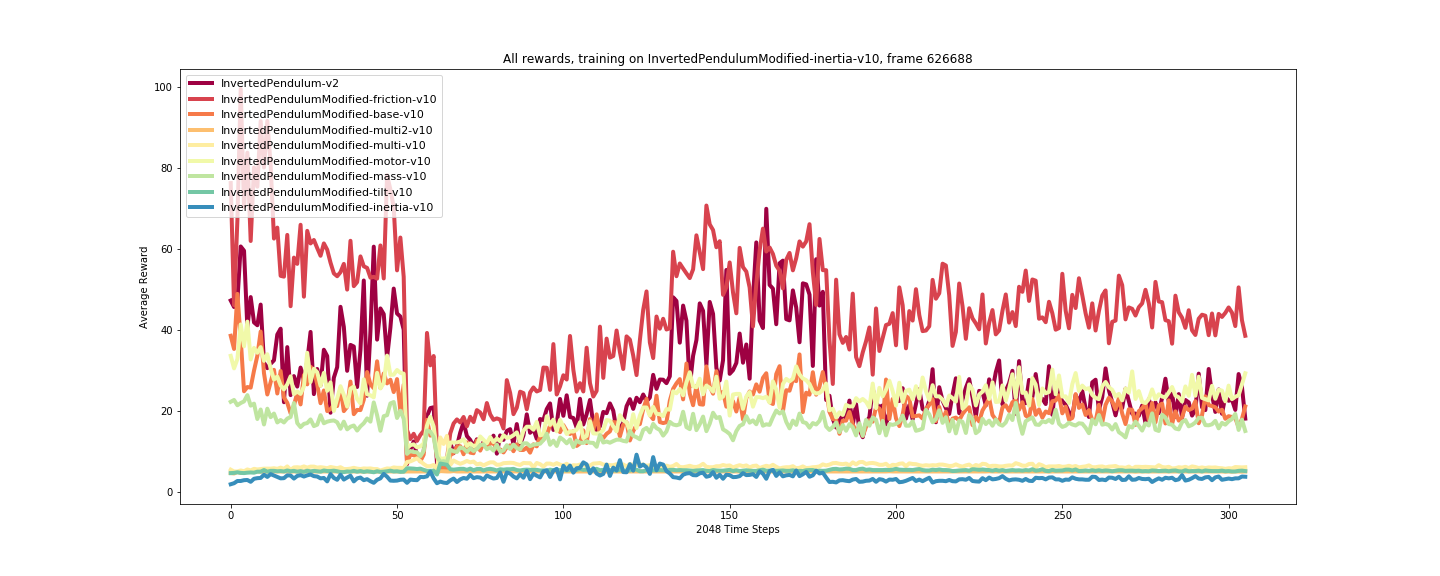 All rewards, training on InvertedPendulumModified-inertia-v10, frame 626688
InvertedPendulum-v2
InvertedPendulumModified-friction-v10
InvertedPendulumModified-base-v10
InvertedPendulumModified-multi2-v10
InvertedPendulumModified-multi-v10
InvertedPendulumModified-motor-v10
InvertedPendulumModified-mass-v10
InvertedPendulumModified-tilt-v10
InvertedPendulumModified-inertia-v10
100
80
60
40
20
0
Average Reward
0 50 100 150 200 250 300
2048 Time Steps